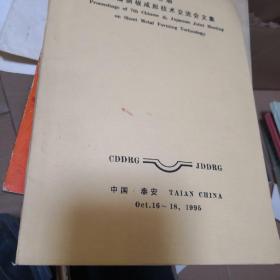 钢板成形技术交流会文集
Proceedings of 7th Chinese & Japanese Joint Meeting
on Sheet Metal Forming Technology
CDDRG JDDRG
中国·泰安 TAIAN CHINA
Oct.16-18, 1995